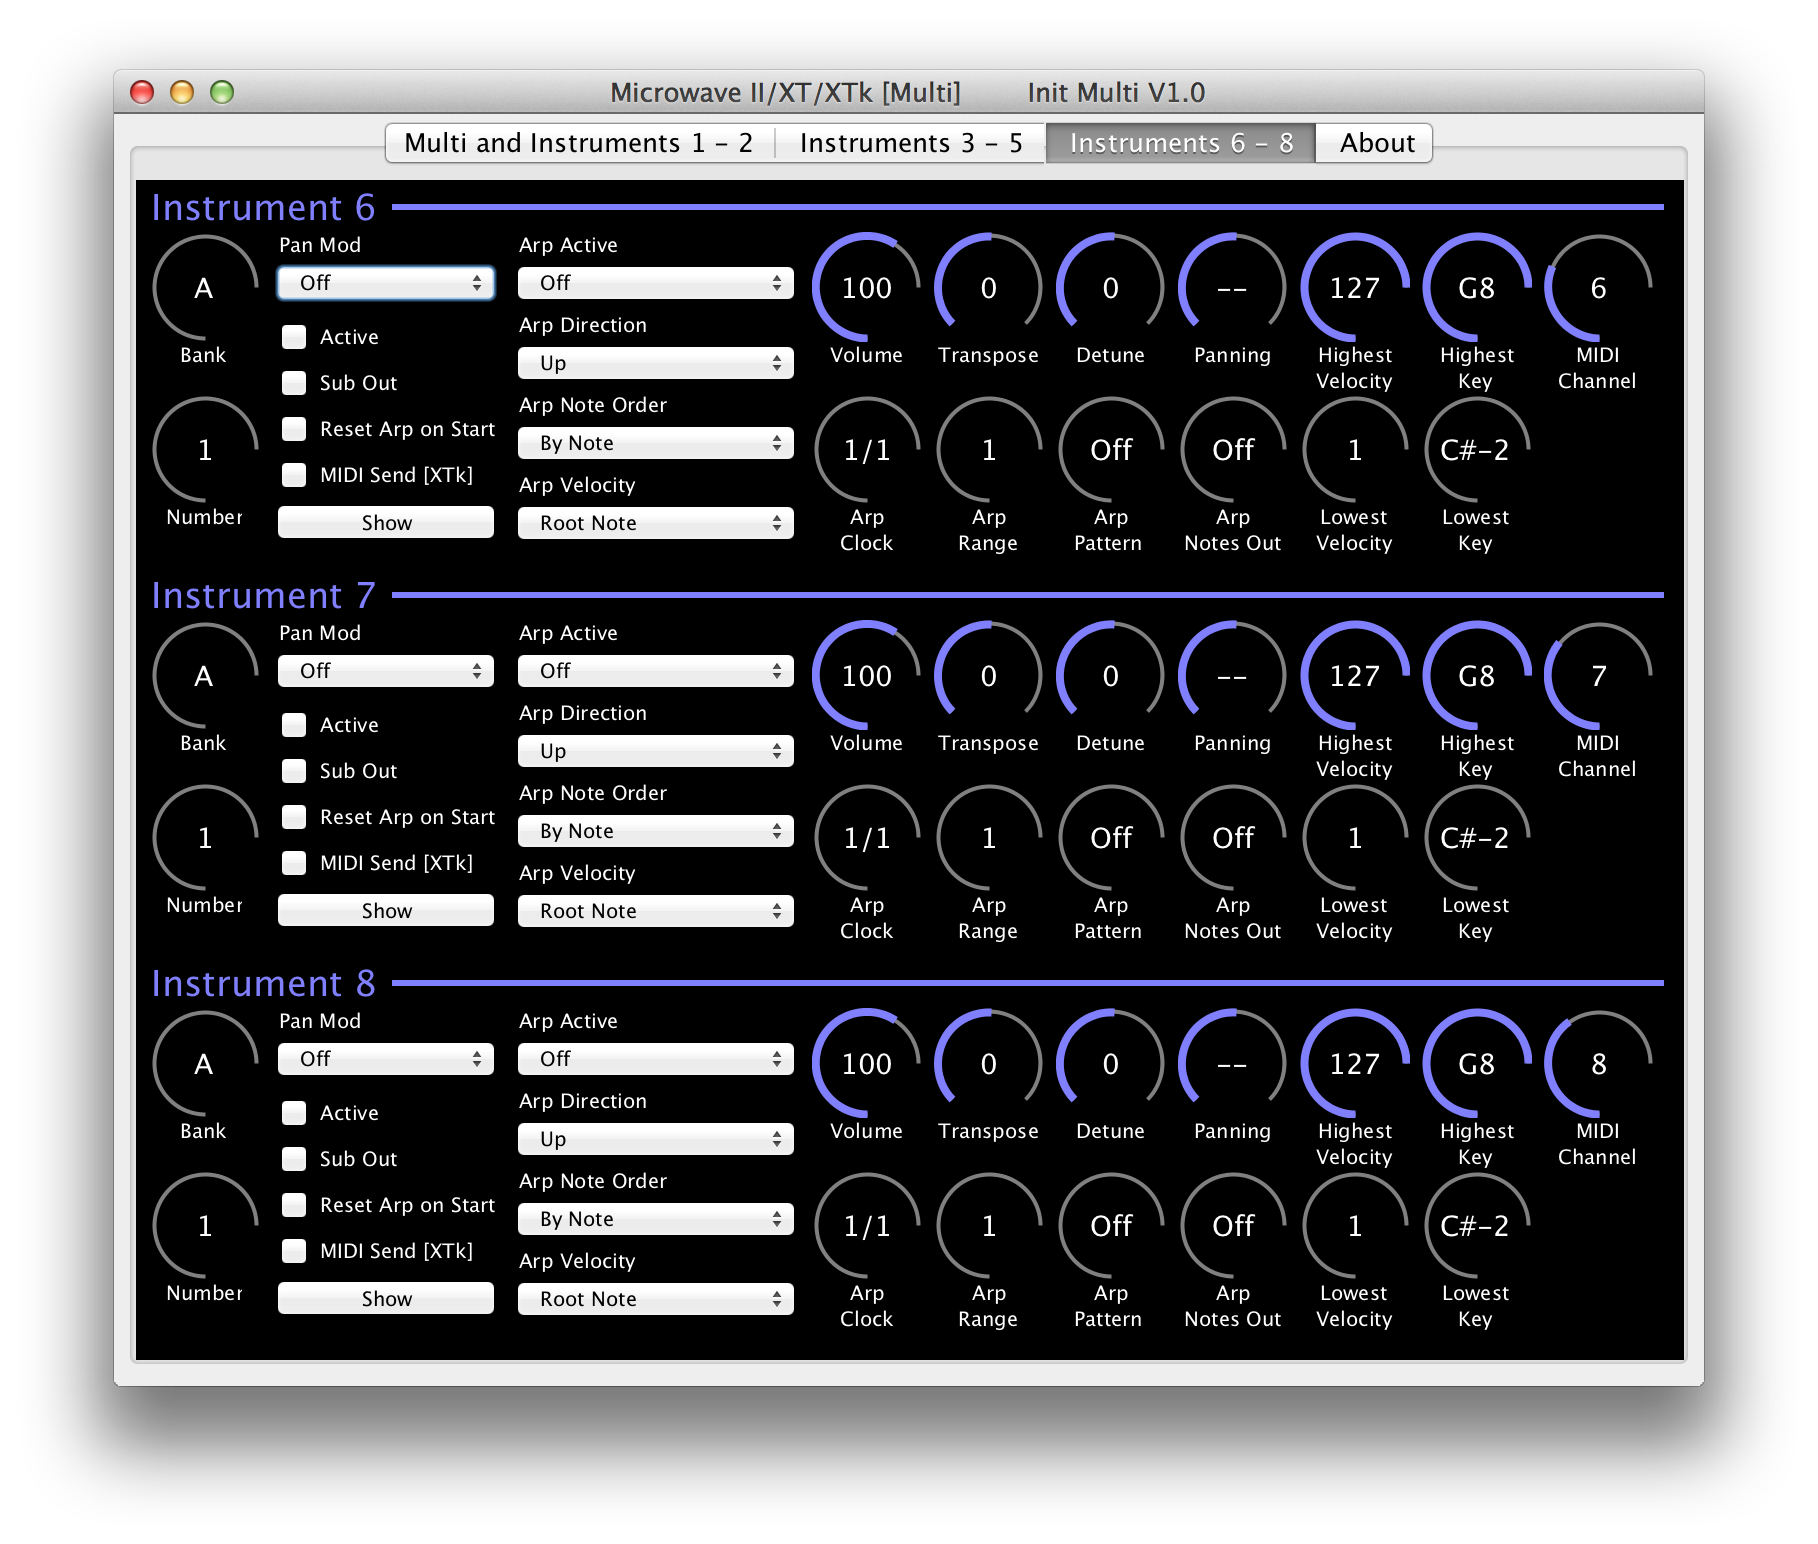 Microwave II/XT/XTk [Multi] Init Multi V1.0
Multi and Instruments 1 – 2 Instruments 3 – 5 Instruments 6 – 8 About
Instrument 6
Pan Mod Arp Active
A Off Off 100 0 0 -- 127 G8 6
Active Arp Direction
Bank Up Volume Transpose Detune Panning Highest Velocity Highest Key MIDI Channel
Sub Out
Arp Note Order
Reset Arp on Start By Note
1 1/1 1 Off Off 1 C#-2
MIDI Send [XTk] Arp Velocity
Number Show Root Note Arp Clock Arp Range Arp Pattern Arp Notes Out Lowest Velocity Lowest Key
Instrument 7
Pan Mod Arp Active
A Off Off 100 0 0 -- 127 G8 7
Active Arp Direction
Bank Up Volume Transpose Detune Panning Highest Velocity Highest Key MIDI Channel
Sub Out
Arp Note Order
Reset Arp on Start By Note
1 1/1 1 Off Off 1 C#-2
MIDI Send [XTk] Arp Velocity
Number Show Root Note Arp Clock Arp Range Arp Pattern Arp Notes Out Lowest Velocity Lowest Key
Instrument 8
Pan Mod Arp Active
A Off Off 100 0 0 -- 127 G8 8
Active Arp Direction
Bank Up Volume Transpose Detune Panning Highest Velocity Highest Key MIDI Channel
Sub Out
Arp Note Order
Reset Arp on Start By Note
1 1/1 1 Off Off 1 C#-2
MIDI Send [XTk] Arp Velocity
Number Show Root Note Arp Clock Arp Range Arp Pattern Arp Notes Out Lowest Velocity Lowest Key